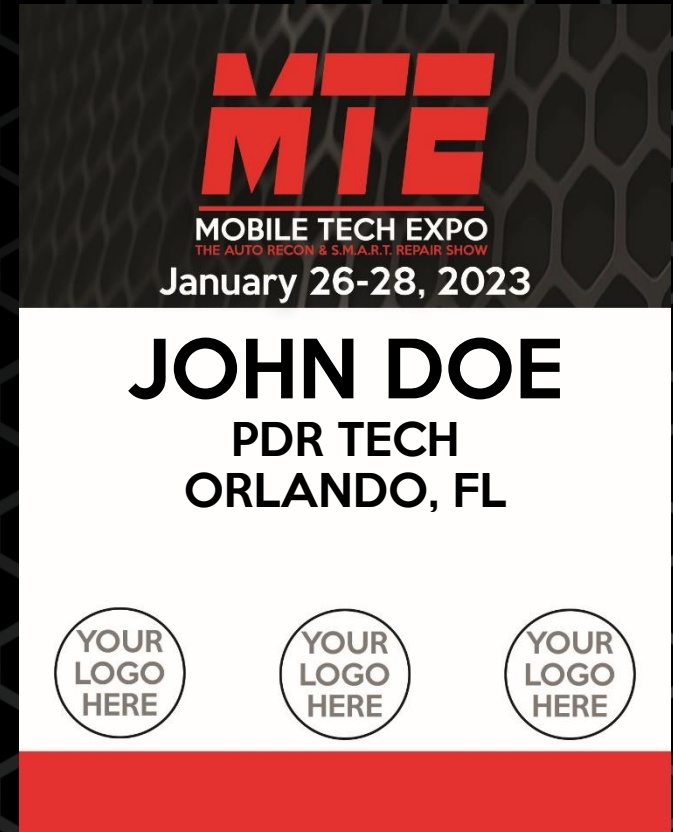 MTE
MOBILE TECH EXPO
THE AUTO RECON & S.M.A.R.T. REPAIR SHOW
January 26-28, 2023
JOHN DOE
PDR TECH
ORLANDO, FL
YOUR
LOGO
HERE
YOUR
LOGO
HERE
YOUR
LOGO
HERE